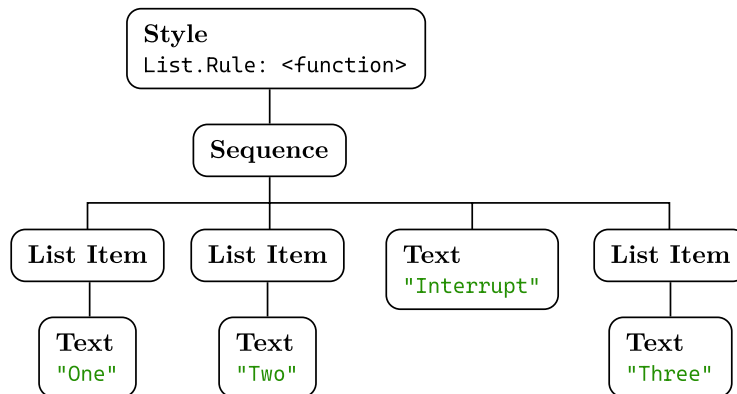 Style
List.Rule: <function>
Sequence
List Item
List Item
Text
"Interrupt"
List Item
Text
"One"
Text
"Two"
Text
"Three"